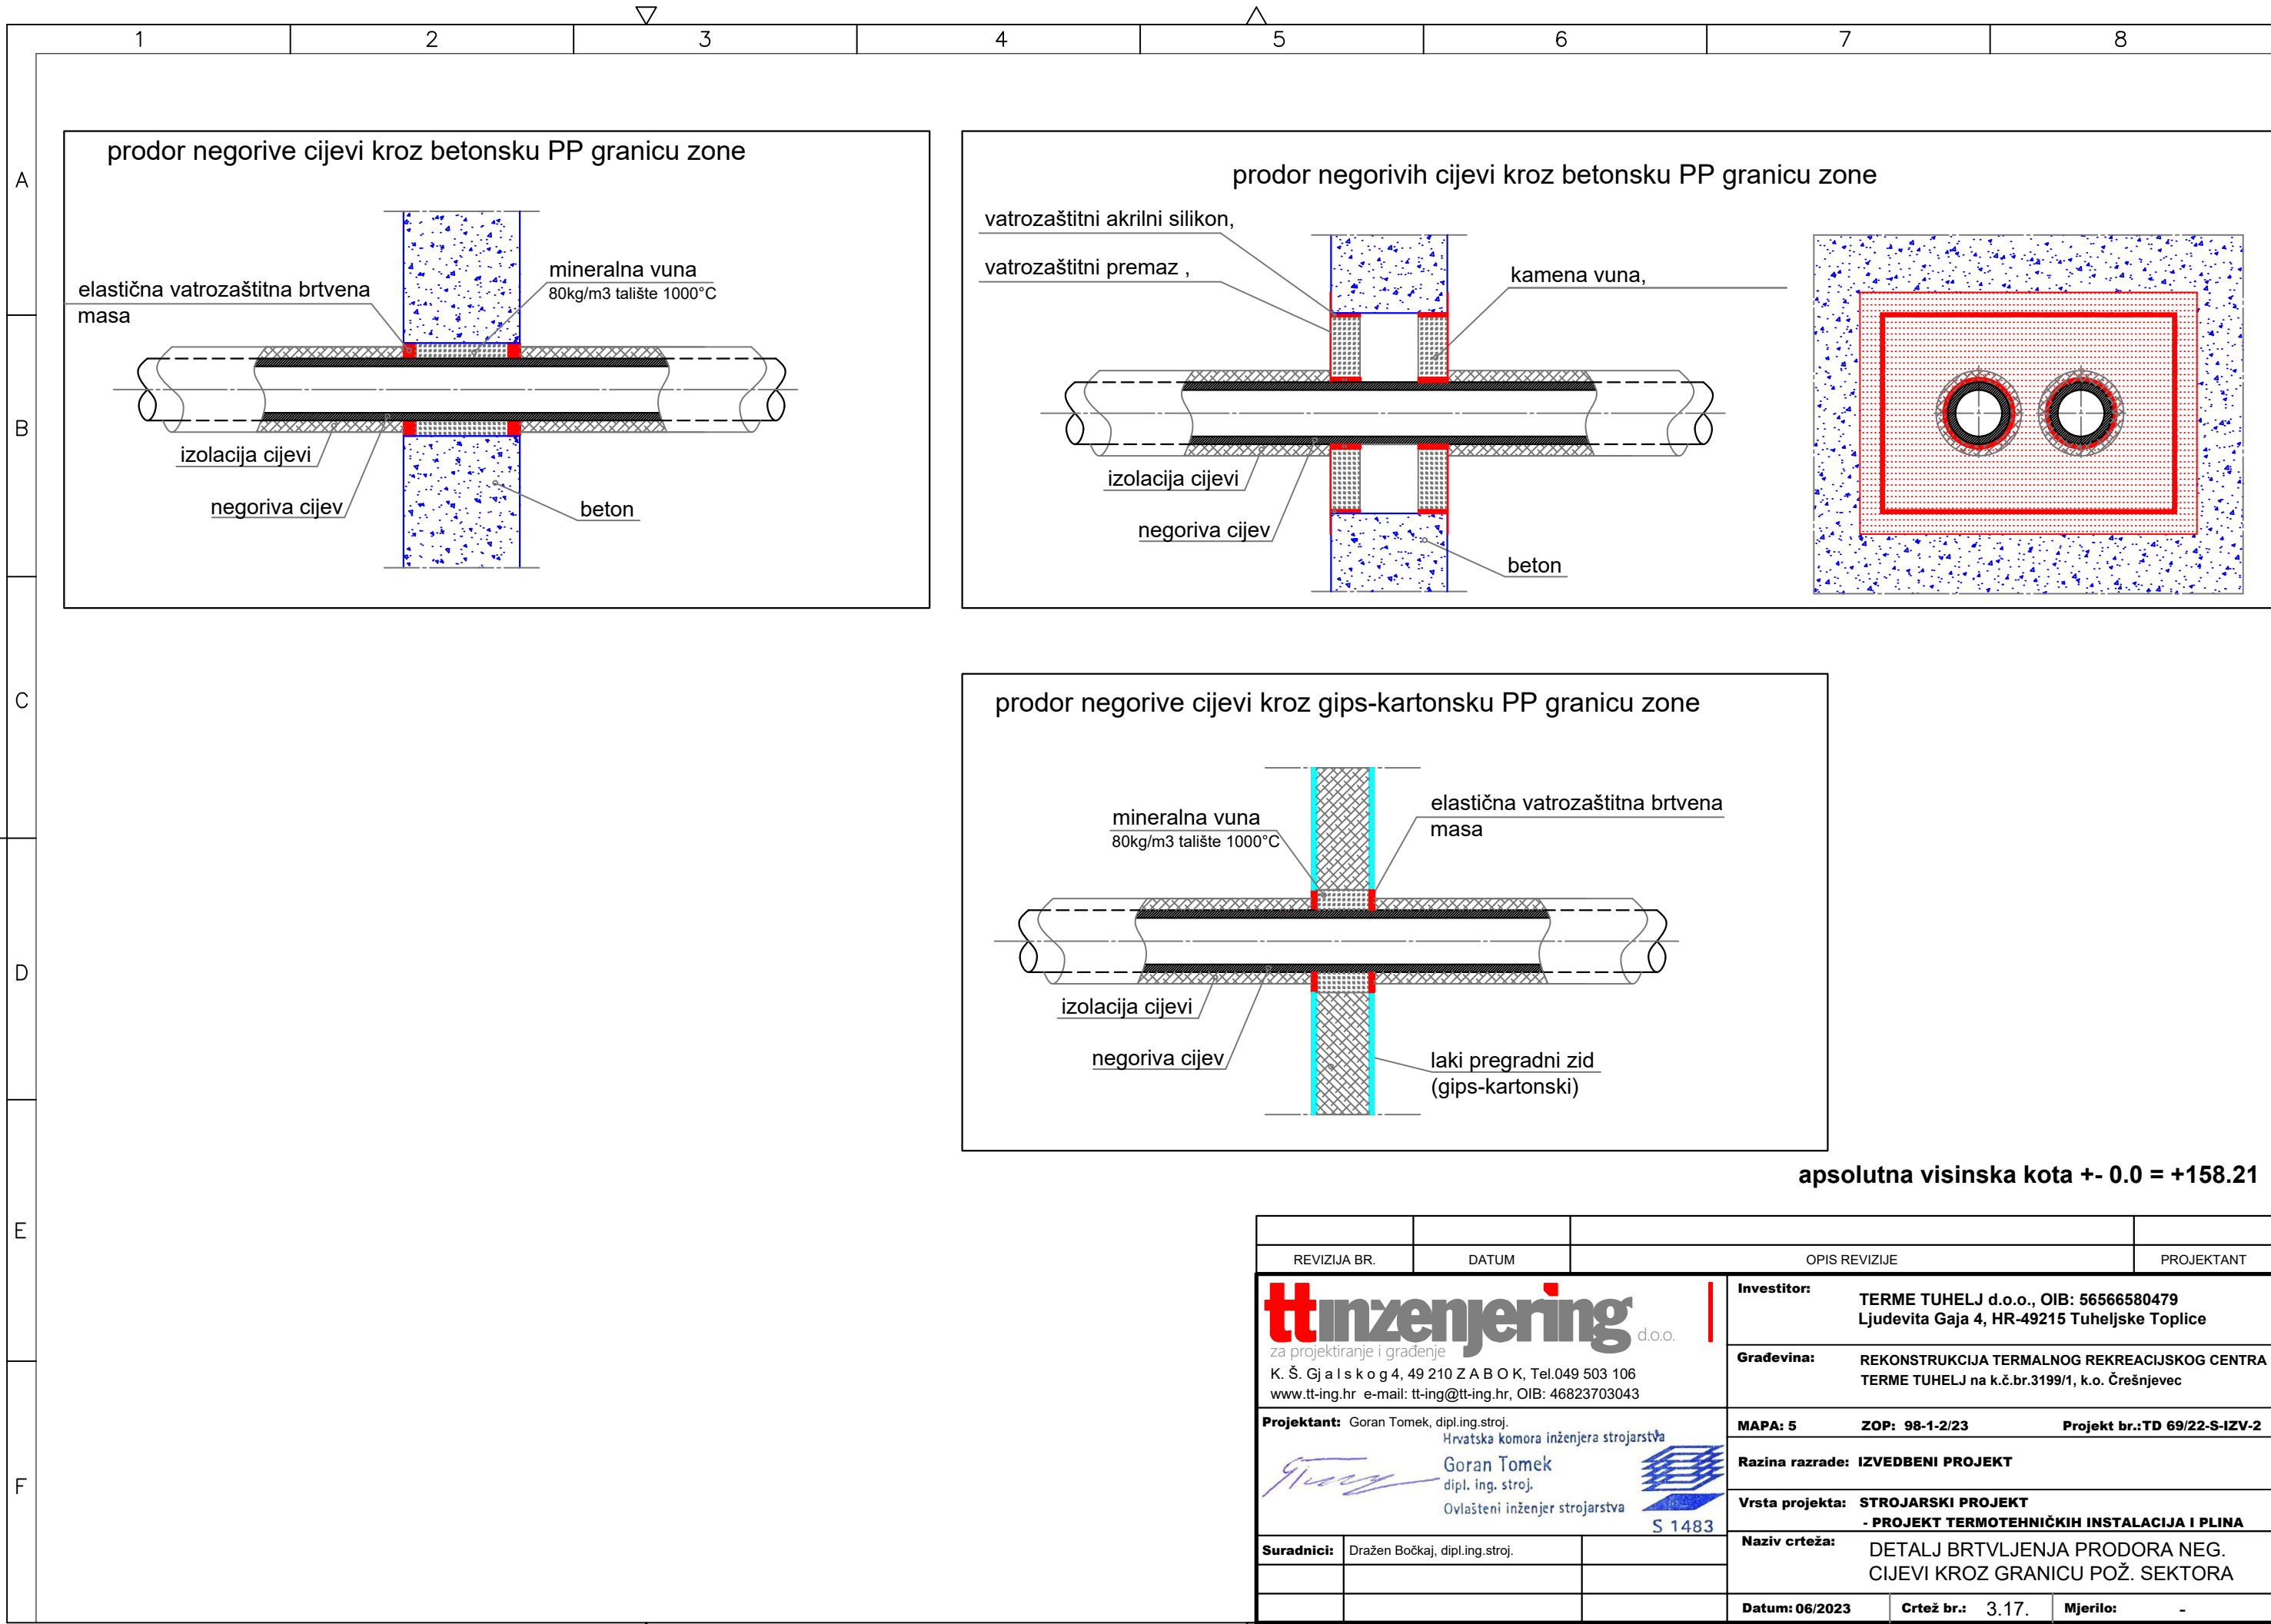 1 2 3 4 5 6 7 8
A
B
C
D
E
F
prodor negorive cijevi kroz betonsku PP granicu zone
elastična vatrozaštitna brtvena
masa
mineralna vuna
80kg/m3 talište 1000°C
izolacija cijevi
negoriva cijev
beton
prodor negorivih cijevi kroz betonsku PP granicu zone
vatrozaštitni akrilni silikon,
vatrozaštitni premaz ,
kamena vuna,
izolacija cijevi
negoriva cijev
beton
prodor negorive cijevi kroz gips-kartonsku PP granicu zone
mineralna vuna
80kg/m3 talište 1000°C
elastična vatrozaštitna brtvena
masa
izolacija cijevi
negoriva cijev
laki pregradni zid
(gips-kartonski)
apsolutna visinska kota +- 0.0 = +158.21
REVIZIJA BR. DATUM OPIS REVIZIJE PROJEKTANT
ttinzenjering d.o.o.
za projektiranje i građenje
K. Š. Gj a l s k o g 4, 49 210 Z A B O K, Tel.049 503 106
www.tt-ing.hr e-mail: tt-ing@tt-ing.hr, OIB: 46823703043
Investitor:
TERME TUHELJ d.o.o., OIB: 56566580479
Ljudevita Gaja 4, HR-49215 Tuheljske Toplice
Građevina:
REKONSTRUKCIJA TERMALNOG REKREACIJSKOG CENTRA
TERME TUHELJ na k.č.br.3199/1, k.o. Črešnjevec
Projektant: Goran Tomek, dipl.ing.stroj.
Hrvatska komora inženjera strojarstva
Goran Tomek
dipl. ing. stroj.
Ovlašteni inženjer strojarstva
S 1483
MAPA: 5 ZOP: 98-1-2/23 Projekt br.:TD 69/22-S-IZV-2
Razina razrade: IZVEDBENI PROJEKT
Vrsta projekta: STROJARSKI PROJEKT
- PROJEKT TERMOTEHNIČKIH INSTALACIJA I PLINA
Suradnici: Dražen Bočkaj, dipl.ing.stroj.
Naziv crteža:
DETALJ BRTVLJENJA PRODORA NEG.
CIJEVI KROZ GRANICU POŽ. SEKTORA
Datum: 06/2023 Crtež br.: 3.17. Mjerilo: -